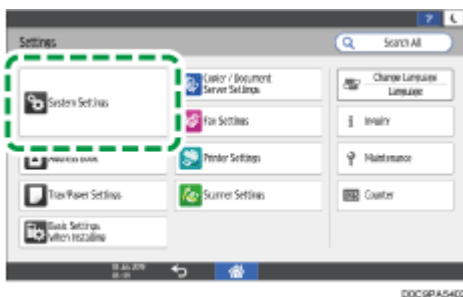 Settings
Search All
System Settings
Copier / Document
Server Settings
Change Language
Language
Fax Settings
Inquiry
Address Book
Printer Settings
Maintenance
Tray/Paper Settings
Scanner Settings
Counter
Basic Settings
When Installing